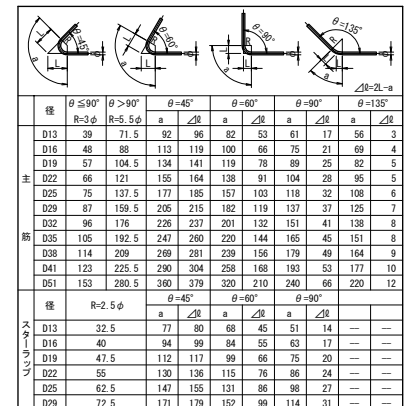 θ=45°
θ=60°
θ=90°
θ=135°
a L R φ
a L R φ
a L R φ
a L R φ
⊿ℓ=2L-a
径 θ≦90° θ>90° θ=45° θ=60° θ=90° θ=135°
R=3φ R=5.5φ a ⊿ℓ a ⊿ℓ a ⊿ℓ a ⊿ℓ
主筋
D13 39 71.5 92 96 82 53 61 17 56 3
D16 48 88 113 119 100 66 75 21 69 4
D19 57 104.5 134 141 119 78 89 25 82 5
D22 66 121 155 164 138 91 104 28 95 5
D25 75 137.5 177 185 157 103 118 32 108 6
D29 87 159.5 205 215 182 119 137 37 125 7
D32 96 176 226 237 201 132 151 41 138 8
D35 105 192.5 247 260 220 144 165 45 151 8
D38 114 209 269 281 239 156 179 49 164 9
D41 123 225.5 290 304 258 168 193 53 177 10
D51 153 280.5 360 379 320 210 240 66 220 12
径 R=2.5φ θ=45° θ=60° θ=90°
a ⊿ℓ a ⊿ℓ a ⊿ℓ
スターラップ
D13 32.5 77 80 68 45 51 14 — —
D16 40 94 99 84 55 63 17 — —
D19 47.5 112 117 99 66 75 20 — —
D22 55 130 136 115 76 86 24 — —
D25 62.5 147 155 131 86 98 27 — —
D29 72.5 171 179 152 99 114 31 — —